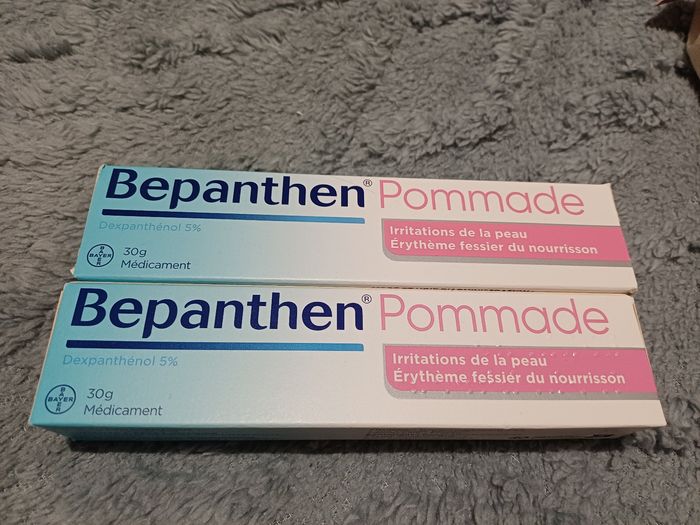 Bepanthen® Pommade
Dexpanthénol 5%
Irritations de la peau
Érythème fessier du nourrisson
BAYER
30g
Médicament
Bepanthen® Pommade
Dexpanthénol 5%
Irritations de la peau
Érythème fessier du nourrisson
BAYER
30g
Médicament